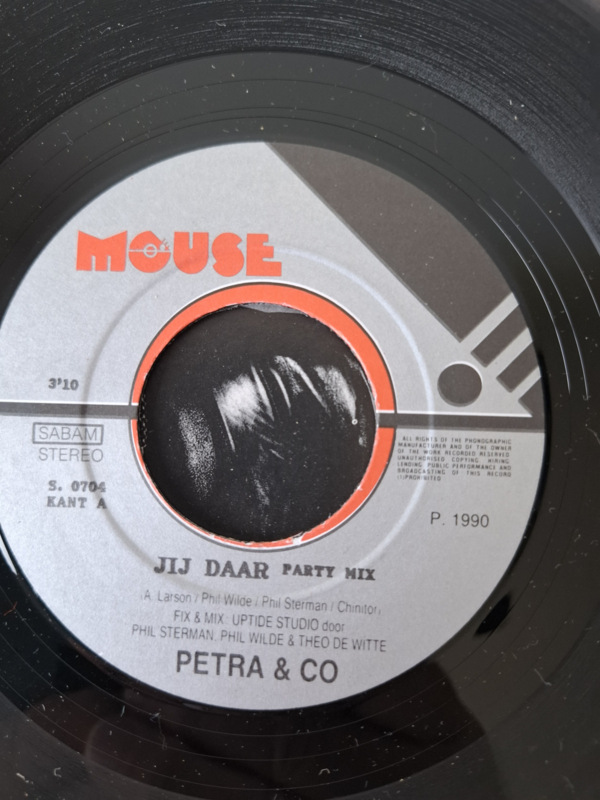 MOUSE
3'10
SABAM
STEREO
S. 0704
KANT A
ALL RIGHTS OF THE PHONOGRAPHIC
MANUFACTURER AND OF THE OWNER
OF THE WORK RECORDED RESERVED
UNAUTHORISED COPYING, HIRING,
LENDING, PUBLIC PERFORMANCE AND
BROADCASTING OF THIS RECORD
PROHIBITED
P. 1990
JIJ DAAR PARTY MIX
(A. Larson / Phil Wilde / Phil Sterman / Chinitor)
FIX & MIX: UPTIDE STUDIO door
PHIL STERMAN, PHIL WILDE & THEO DE WITTE
PETRA & CO